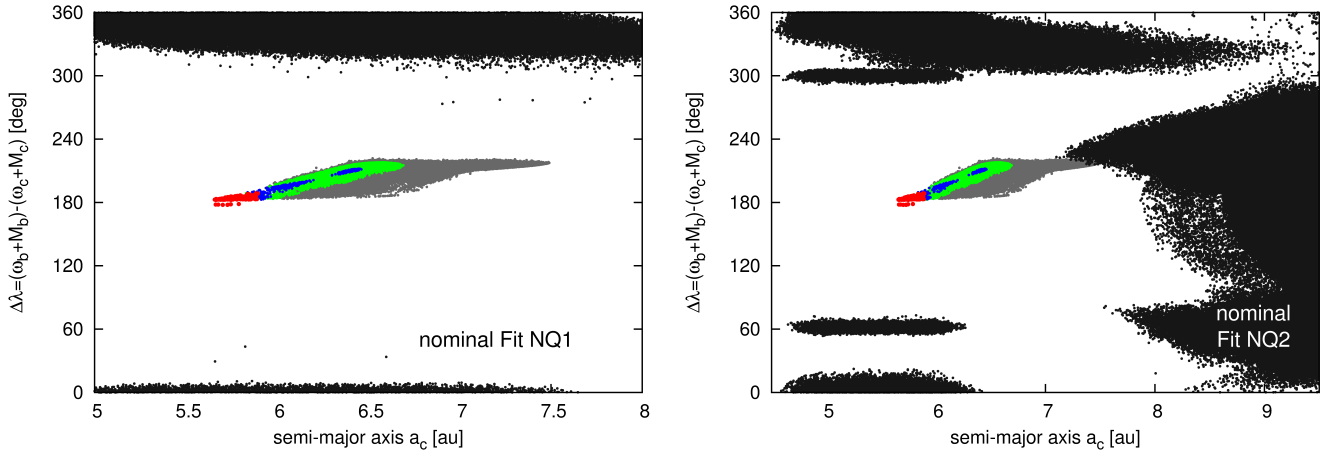 360
300
240
180
120
60
0
Δλ=(ω_b+M_b)-(ω_c+M_c) [deg]
nominal Fit NQ1
5 5.5 6 6.5 7 7.5 8
semi-major axis a_c [au]
360
300
240
180
120
60
0
Δλ=(ω_b+M_b)-(ω_c+M_c) [deg]
nominal
Fit NQ2
5 6 7 8 9
semi-major axis a_c [au]